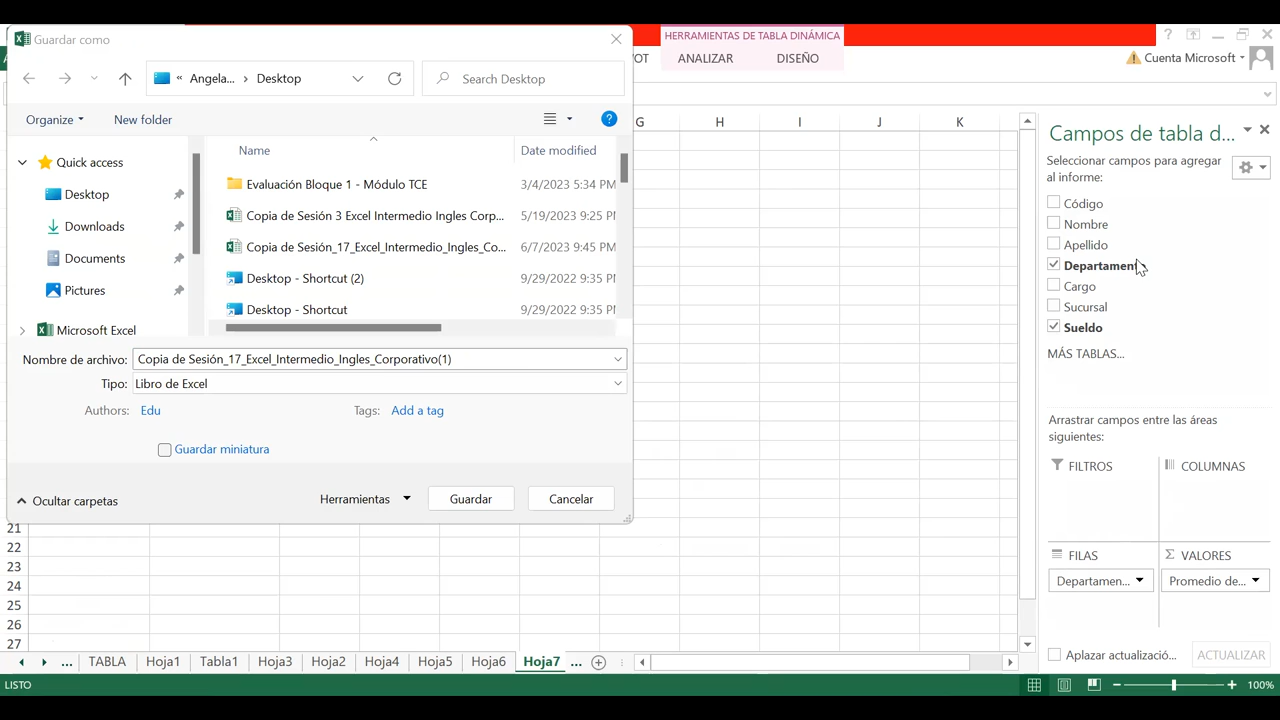 Guardar como
« Angela... › Desktop
Search Desktop
Organize
New folder
Quick access
Desktop
Downloads
Documents
Pictures
Microsoft Excel
Name
Date modified
Evaluación Bloque 1 - Módulo TCE
3/4/2023 5:34 PM
Copia de Sesión 3 Excel Intermedio Ingles Corp...
5/19/2023 9:25 PM
Copia de Sesión_17_Excel_Intermedio_Ingles_Co...
6/7/2023 9:45 PM
Desktop - Shortcut (2)
9/29/2022 9:35 PM
Desktop - Shortcut
9/29/2022 9:35 PM
Nombre de archivo: Copia de Sesión_17_Excel_Intermedio_Ingles_Corporativo(1)
Tipo: Libro de Excel
Authors: Edu
Tags: Add a tag
Guardar miniatura
Ocultar carpetas
Herramientas
Guardar
Cancelar
HERRAMIENTAS DE TABLA DINÁMICA
OT
ANALIZAR
DISEÑO
Cuenta Microsoft
G H I J K
Campos de tabla d...
Seleccionar campos para agregar
al informe:
Código
Nombre
Apellido
Departamento
Cargo
Sucursal
Sueldo
MÁS TABLAS...
Arrastrar campos entre las áreas
siguientes:
FILTROS
COLUMNAS
FILAS
VALORES
Departamen...
Promedio de...
Aplazar actualizació...
ACTUALIZAR
21
22
23
24
25
26
27
... TABLA Hoja1 Tabla1 Hoja3 Hoja2 Hoja4 Hoja5 Hoja6 Hoja7 ...
LISTO
100%